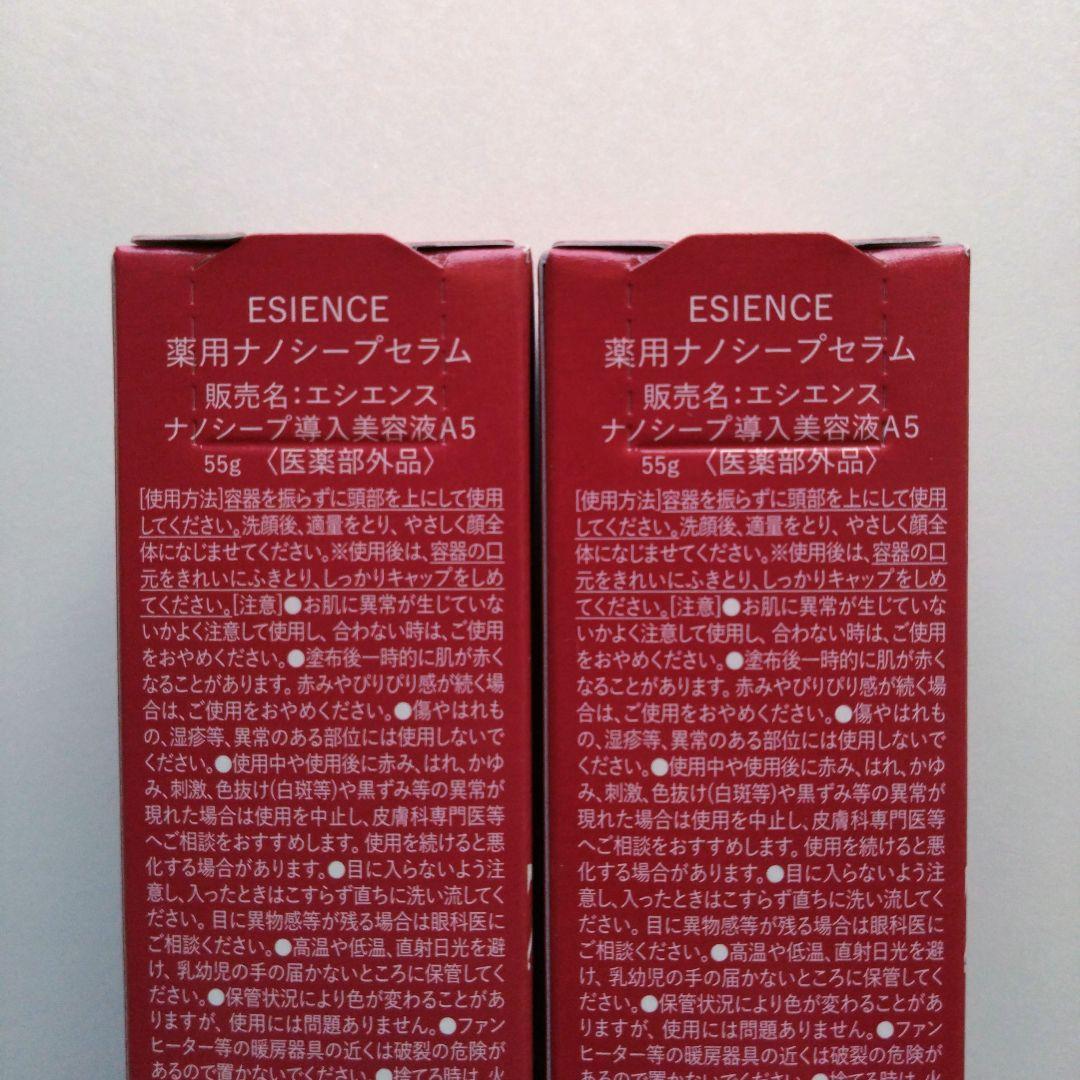 ESIENCE
薬用ナノシープセラム
販売名:エシエンス
ナノシープ導入美容液A5
55g 〈医薬部外品〉
[使用方法]容器を振らずに頭部を上にして使用
してください。洗顔後、適量をとり、やさしく顔全
体になじませてください。※使用後は、容器の口
元をきれいにふきとり、しっかりキャップをしめ
てください。[注意]●お肌に異常が生じていな
いかよく注意して使用し、合わない時は、ご使用
をおやめください。●塗布後一時的に肌が赤く
なることがあります。赤みやぴりぴり感が続く場
合は、ご使用をおやめください。●傷やはれも
の、湿疹等、異常のある部位には使用しないで
ください。●使用中や使用後に赤み、はれ、かゆ
み、刺激、色抜け(白斑等)や黒ずみ等の異常が
現れた場合は使用を中止し、皮膚科専門医等
へご相談をおすすめします。使用を続けると悪
化する場合があります。●目に入らないよう注
意し、入ったときはこすらず直ちに洗い流してく
ださい。目に異物感等が残る場合は眼科医に
ご相談ください。●高温や低温、直射日光を避
け、乳幼児の手の届かないところに保管してく
ださい。●保管状況により色が変わることがあ
りますが、使用には問題ありません。●ファン
ヒーター等の暖房器具の近くは破裂の危険が
あるので置かないでください。●捨てる時は、火
ESIENCE
薬用ナノシープセラム
販売名:エシエンス
ナノシープ導入美容液A5
55g 〈医薬部外品〉
[使用方法]容器を振らずに頭部を上にして使用
してください。洗顔後、適量をとり、やさしく顔全
体になじませてください。※使用後は、容器の口
元をきれいにふきとり、しっかりキャップをしめ
てください。[注意]●お肌に異常が生じていな
いかよく注意して使用し、合わない時は、ご使用
をおやめください。●塗布後一時的に肌が赤く
なることがあります。赤みやぴりぴり感が続く場
合は、ご使用をおやめください。●傷やはれも
の、湿疹等、異常のある部位には使用しないで
ください。●使用中や使用後に赤み、はれ、かゆ
み、刺激、色抜け(白斑等)や黒ずみ等の異常が
現れた場合は使用を中止し、皮膚科専門医等
へご相談をおすすめします。使用を続けると悪
化する場合があります。●目に入らないよう注
意し、入ったときはこすらず直ちに洗い流してく
ださい。目に異物感等が残る場合は眼科医に
ご相談ください。●高温や低温、直射日光を避
け、乳幼児の手の届かないところに保管してく
ださい。●保管状況により色が変わることがあ
りますが、使用には問題ありません。●ファン
ヒーター等の暖房器具の近くは破裂の危険が
あるので置かないでください。●捨てる時は、火